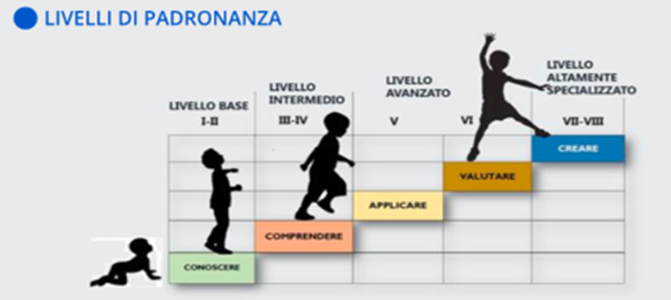 LIVELLI DI PADRONANZA
LIVELLO BASE
I-II
LIVELLO
INTERMEDIO
III-IV
LIVELLO
AVANZATO
V
VI
LIVELLO
ALTAMENTE
SPECIALIZZATO
VII-VIII
CREARE
VALUTARE
APPLICARE
COMPRENDERE
CONOSCERE